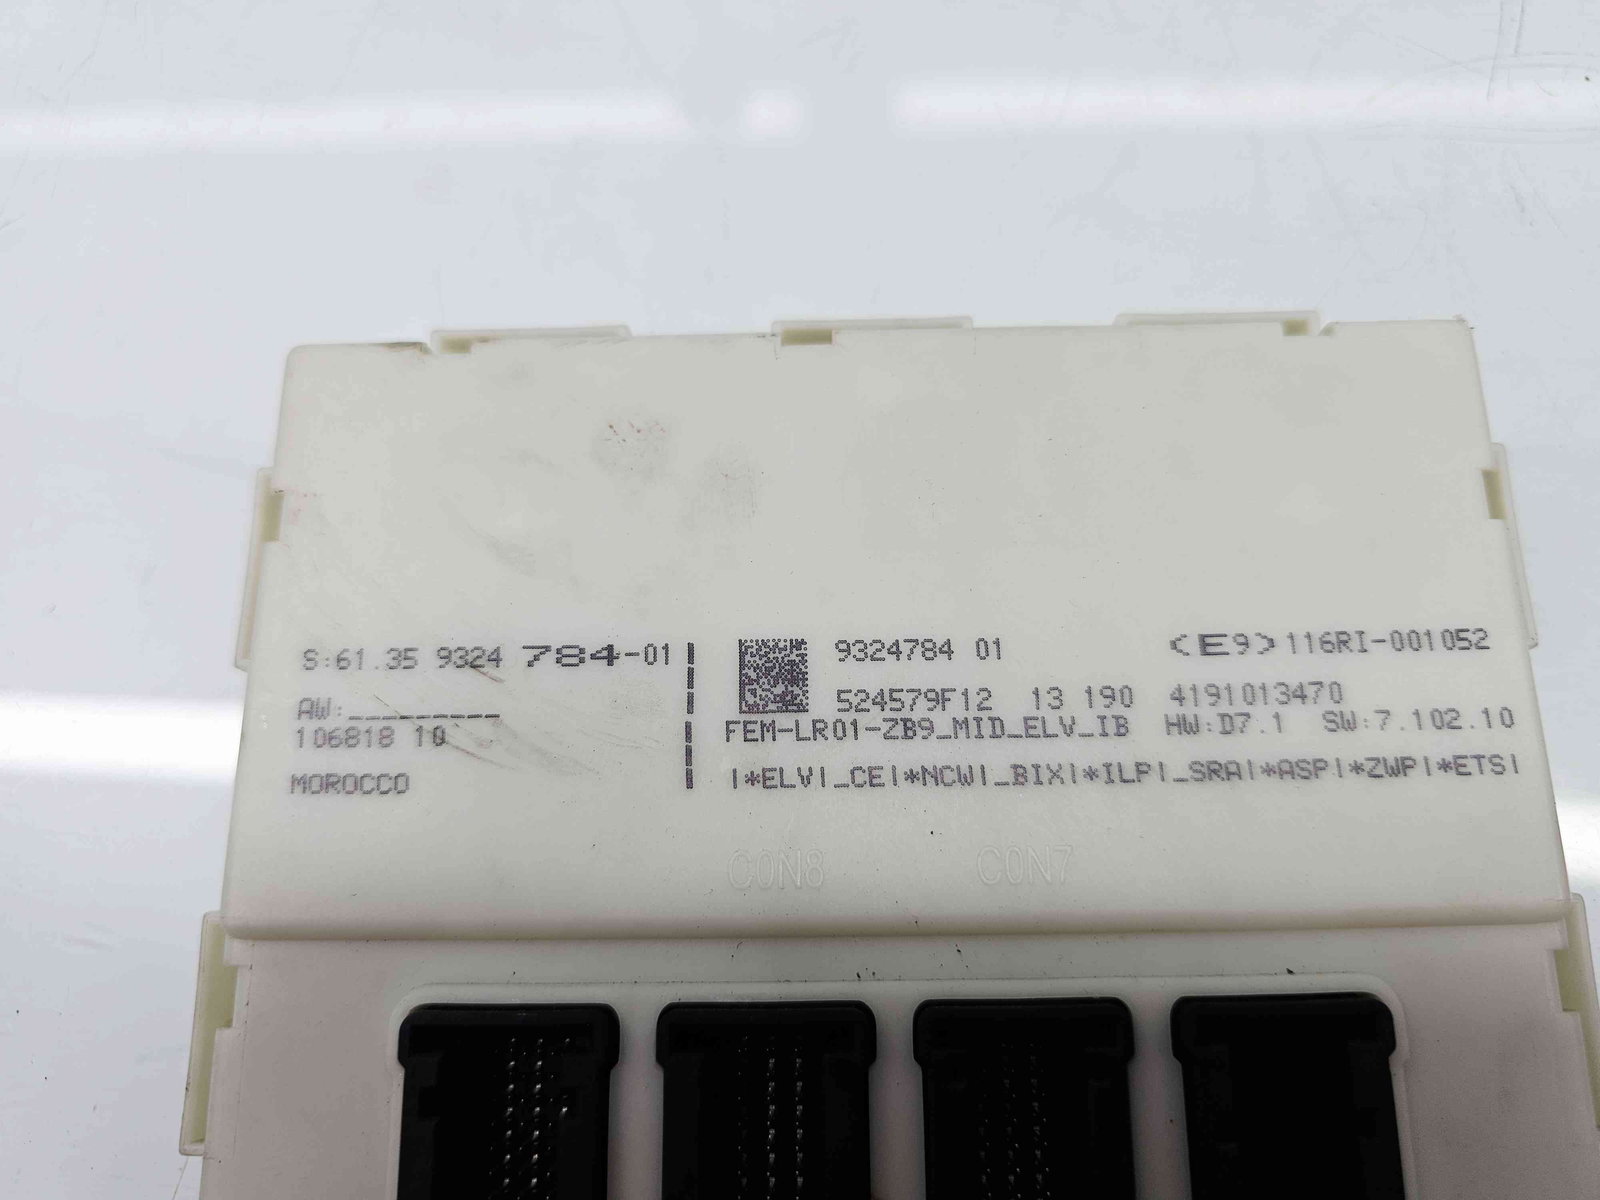 S:61.35 9324 784-01
AW:_________
106818 10
MOROCCO
9324784 01
<E9>116RI-001052
524579F12 13 190 4191013470
FEM-LR01-ZB9_MID_ELV_IB HW:D7.1 SW:7.102.10
|*ELV|_CE|*NCW|_BIX|*ILP|_SRA|*ASP|*ZWP|*ETS|
CON8 CON7